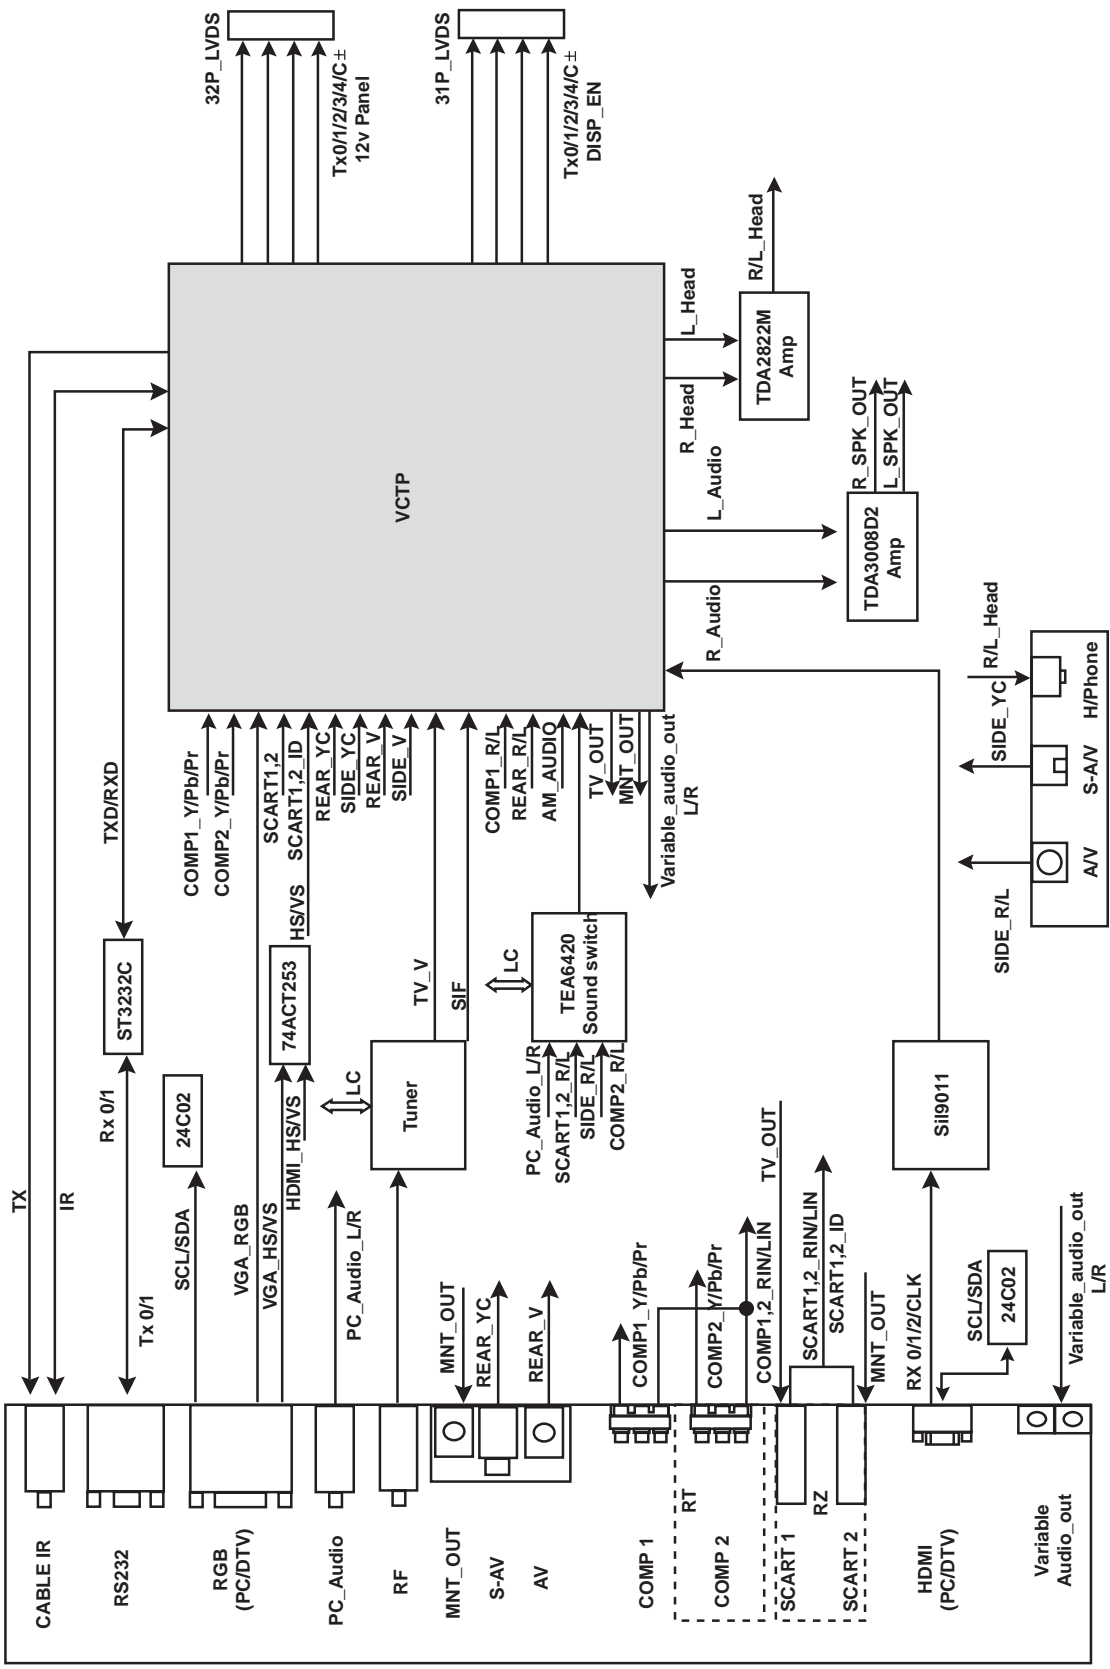 32P_LVDS
Tx0/1/2/3/4/C±
12v Panel
31P_LVDS
Tx0/1/2/3/4/C±
DISP_EN
VCTP
TX
IR
TXD/RXD
ST3232C
Rx 0/1
Tx 0/1
24C02
SCL/SDA
COMP1_Y/Pb/Pr
COMP2_Y/Pb/Pr
SCART1,2
SCART1,2_ID
HS/VS
REAR_YC
SIDE_YC
REAR_V
SIDE_V
74ACT253
VGA_RGB
VGA_HS/VS
HDMI_HS/VS
PC_Audio_L/R
TV_V
SIF
LC
Tuner
COMP1_R/L
REAR_R/L
AM_AUDIO
TV_OUT
MNT_OUT
Variable_audio_out
L/R
LC
TEA6420
Sound switch
PC_Audio_L/R
SCART1,2_R/L
SIDE_R/L
COMP2_R/L
R_Head
L_Head
TDA2822M
Amp
R/L_Head
R_Audio
L_Audio
TDA3008D2
Amp
R_SPK_OUT
L_SPK_OUT
SiI9011
RX 0/1/2/CLK
SCL/SDA
24C02
Variable_audio_out
L/R
MNT_OUT
REAR_YC
REAR_V
COMP1_Y/Pb/Pr
COMP2_Y/Pb/Pr
COMP1,2_RIN/LIN
TV_OUT
SCART1,2_RIN/LIN
SCART1,2_ID
MNT_OUT
SIDE_R/L
SIDE_YC
R/L_Head
A/V
S-A/V
H/Phone
CABLE IR
RS232
RGB
(PC/DTV)
PC_Audio
RF
MNT_OUT
S-AV
AV
COMP 1
RT
COMP 2
SCART 1
RZ
SCART 2
HDMI
(PC/DTV)
Variable
Audio_out